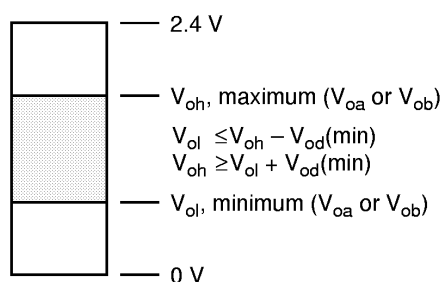 2.4 V
Voh, maximum (Voa or Vob)
Vol ≤Voh – Vod(min)
Voh ≥Vol + Vod(min)
Vol, minimum (Voa or Vob)
0 V